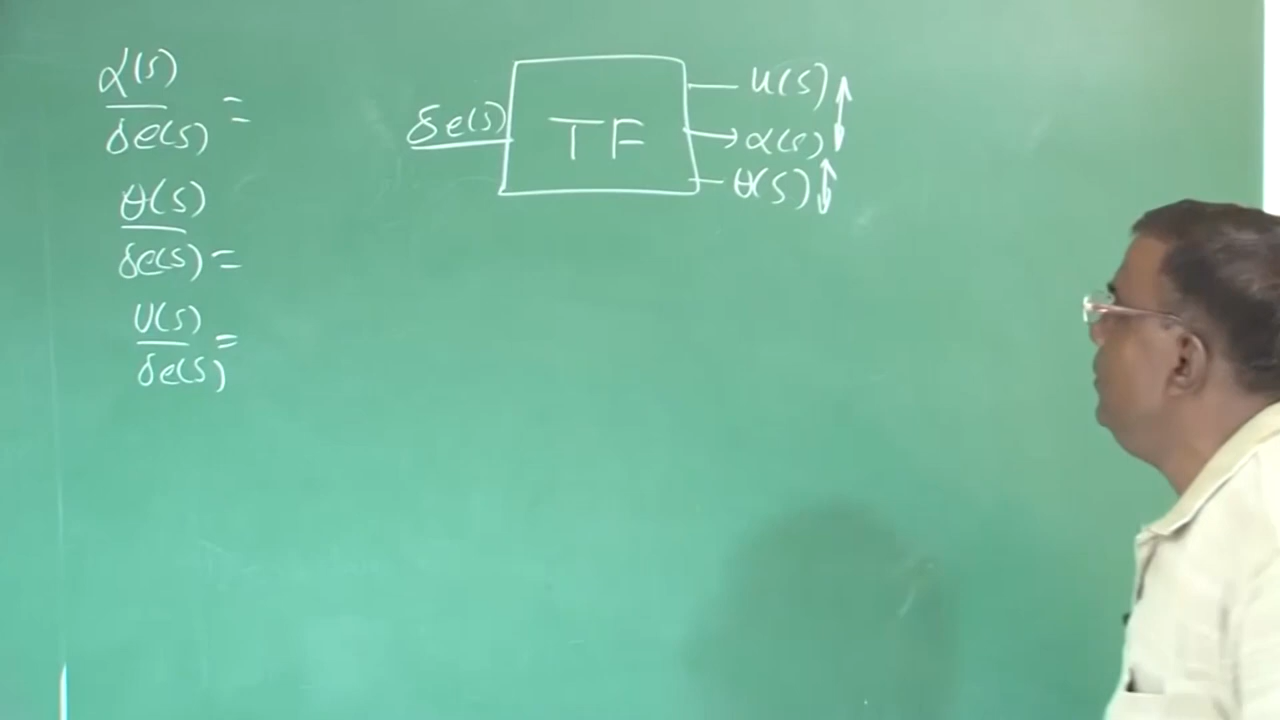 α(s)
δe(s) =
θ(s)
δe(s) =
U(s)
δe(s) =
δe(s)
TF
u(s)
α(s)
θ(s)